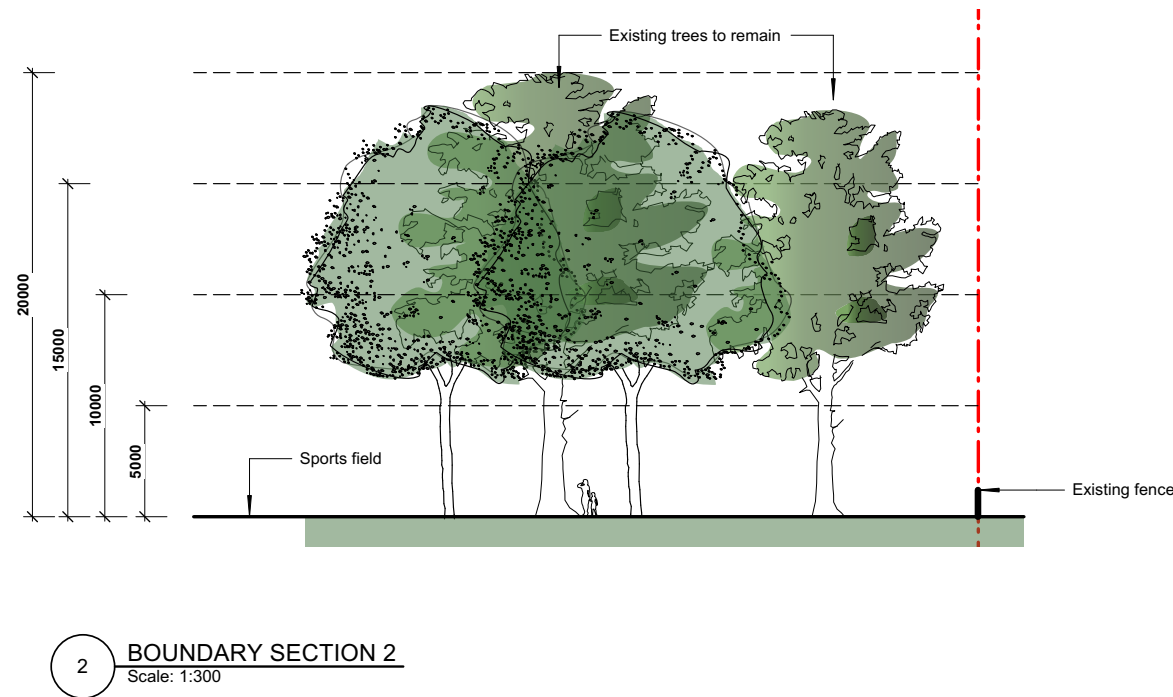 Existing trees to remain
20000
15000
10000
5000
Sports field
Existing fence
2
BOUNDARY SECTION 2
Scale: 1:300